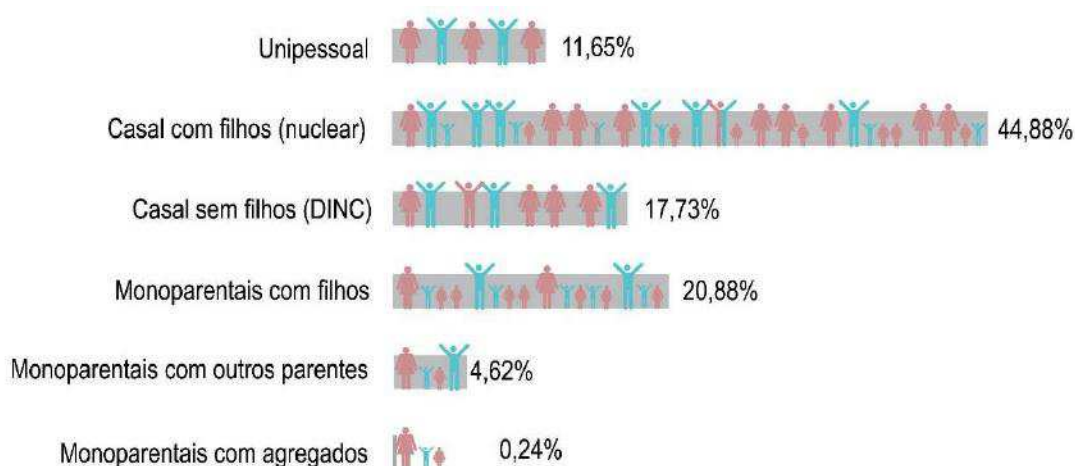 Unipessoal 11,65%
Casal com filhos (nuclear) 44,88%
Casal sem filhos (DINC) 17,73%
Monoparentais com filhos 20,88%
Monoparentais com outros parentes 4,62%
Monoparentais com agregados 0,24%